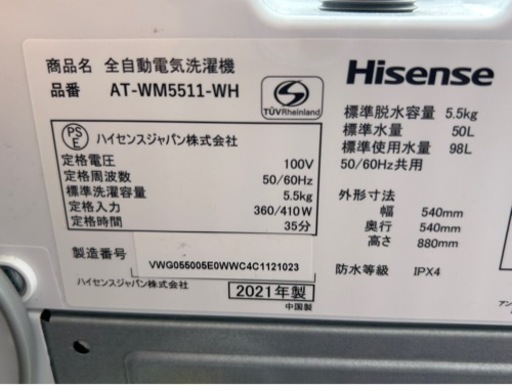 商品名 全自動電気洗濯機
品番 AT-WM5511-WH
S
TÜVRheinland
Hisense
PS
E
ハイセンスジャパン株式会社
定格電圧 100V
定格周波数 50/60Hz
標準洗濯容量 5.5kg
定格入力 360/410W
定格時間 35分
標準脱水容量 5.5kg
標準水量 50L
標準使用水量 98L
50/60Hz共用
外形寸法
幅 540mm
奥行 540mm
高さ 880mm
防水等級 IPX4
製造番号
VWG055005E0WWC4C1121023
ハイセンスジャパン株式会社 2021年製
中国製